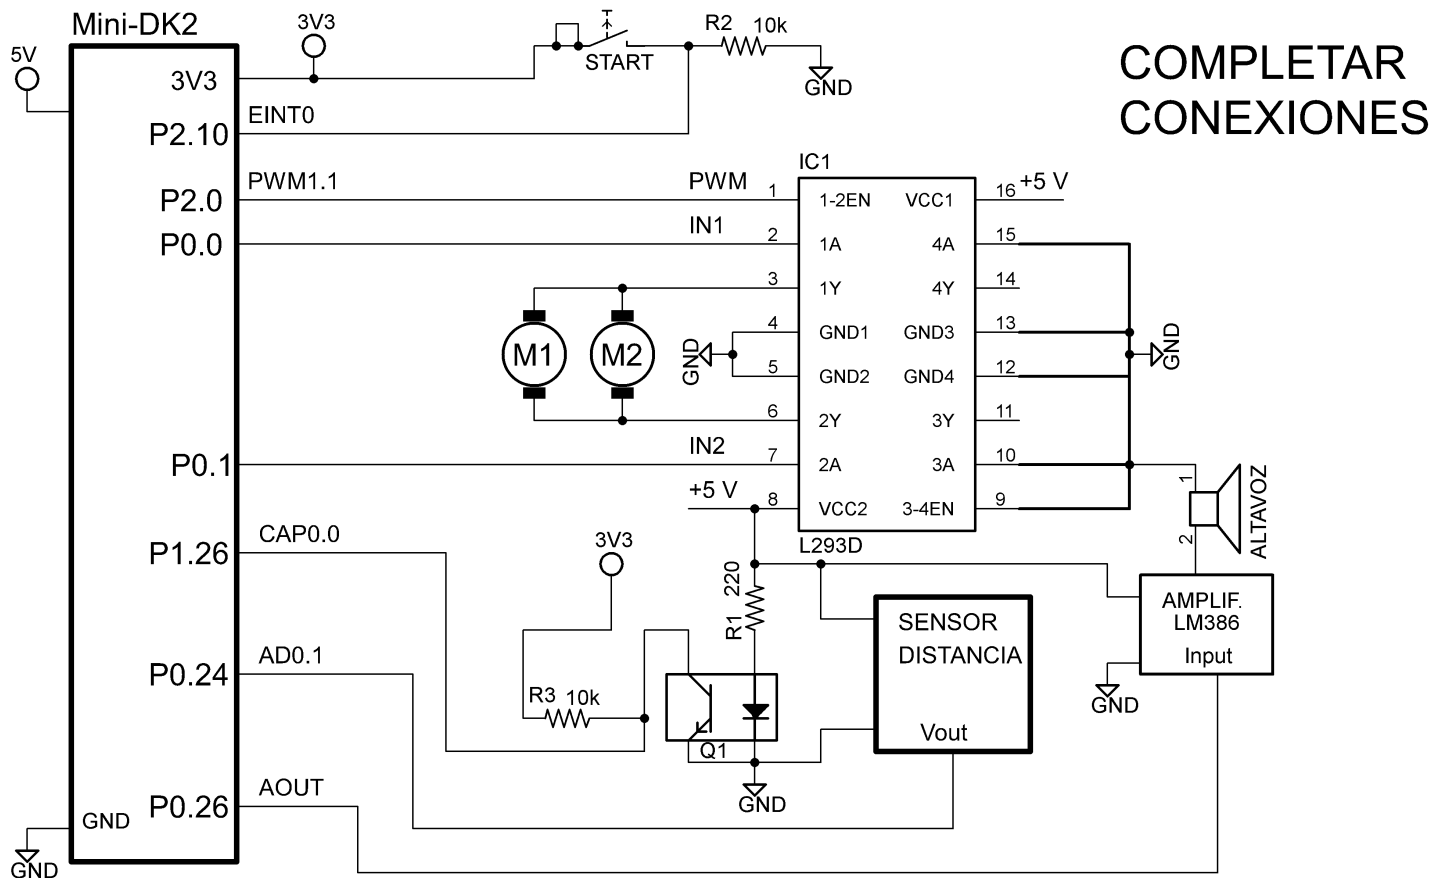 Mini-DK2
3V3
5V
R2 10k
START
GND
COMPLETAR
CONEXIONES
3V3
P2.10
EINT0
P2.0
PWM1.1
PWM
P0.0
IN1
IC1
1 1-2EN VCC1 16 +5 V
2 1A 4A 15
3 1Y 4Y 14
4 GND1 GND3 13
5 GND2 GND4 12
6 2Y 3Y 11
7 2A 3A 10
8 VCC2 3-4EN 9
L293D
M1
M2
GND
GND
P0.1
IN2
+5 V
P1.26
CAP0.0
3V3
R1 220
R3 10k
Q1
GND
SENSOR
DISTANCIA
Vout
1
2
ALTAVOZ
AMPLIF.
LM386
Input
GND
P0.24
AD0.1
P0.26
AOUT
GND
GND